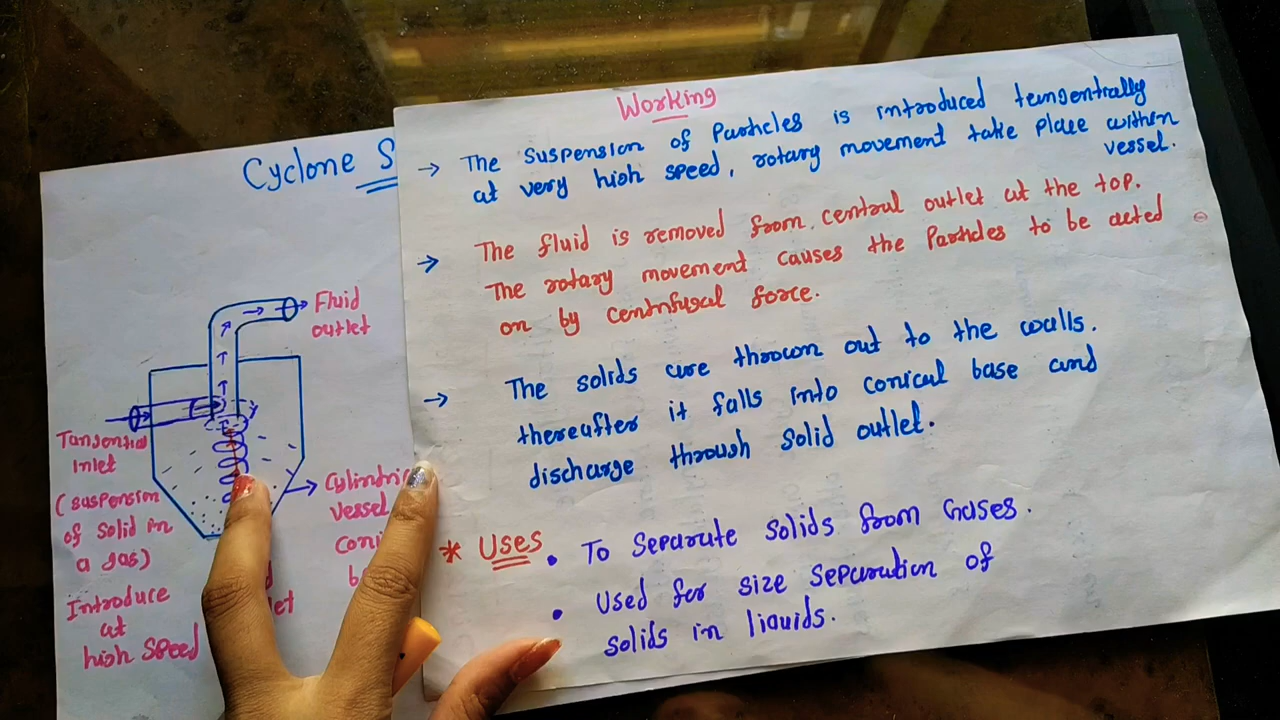 Cyclone S
Fluid
outlet
Tangential
inlet
(suspension
of solid in
a gas)
Introduce
at
high speed
Cylindric
vessel
coni
b
let
Working
→ The suspension of Particles is introduced tangentially
at very high speed, rotary movement take place within
vessel.
→ The fluid is removed from central outlet at the top.
The rotary movement causes the Particles to be acted
on by centrifugal force.
→ The solids are thrown out to the walls.
thereafter it falls into conical base and
discharge through solid outlet.
* Uses
• To separate solids from Gases.
• Used for size separation of
solids in liquids.